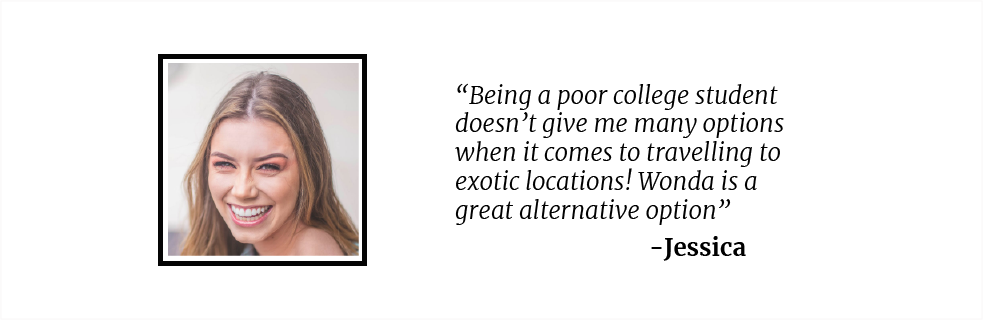 “Being a poor college student
doesn’t give me many options
when it comes to travelling to
exotic locations! Wonda is a
great alternative option”
-Jessica